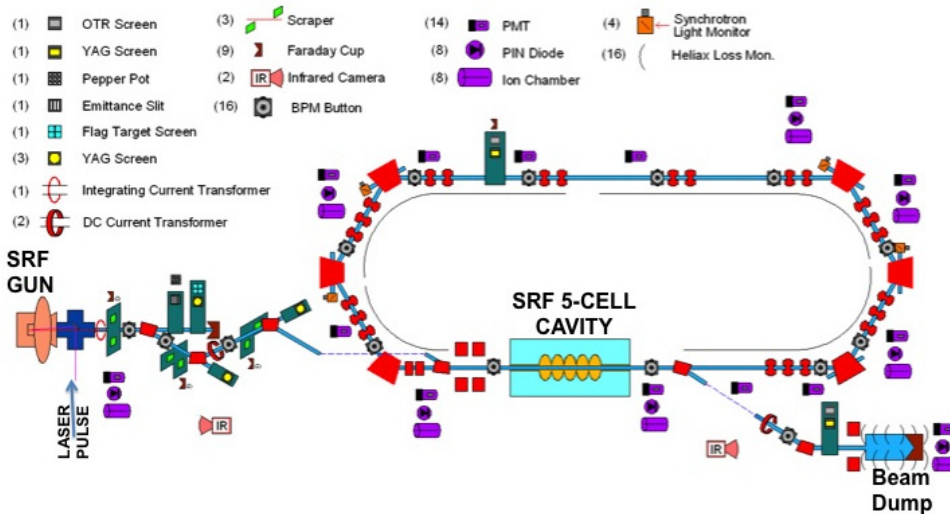 (1) OTR Screen
(1) YAG Screen
(1) Pepper Pot
(1) Emittance Slit
(1) Flag Target Screen
(3) YAG Screen
(1) Integrating Current Transformer
(2) DC Current Transformer
(3) Scraper
(9) Faraday Cup
(2) IR Infrared Camera
(16) BPM Button
(14) PMT
(8) PIN Diode
(8) Ion Chamber
(4) Synchrotron
Light Monitor
(16) Heliax Loss Mon.
SRF
GUN
LASER
PULSE
IR
SRF 5-CELL
CAVITY
IR
Beam
Dump